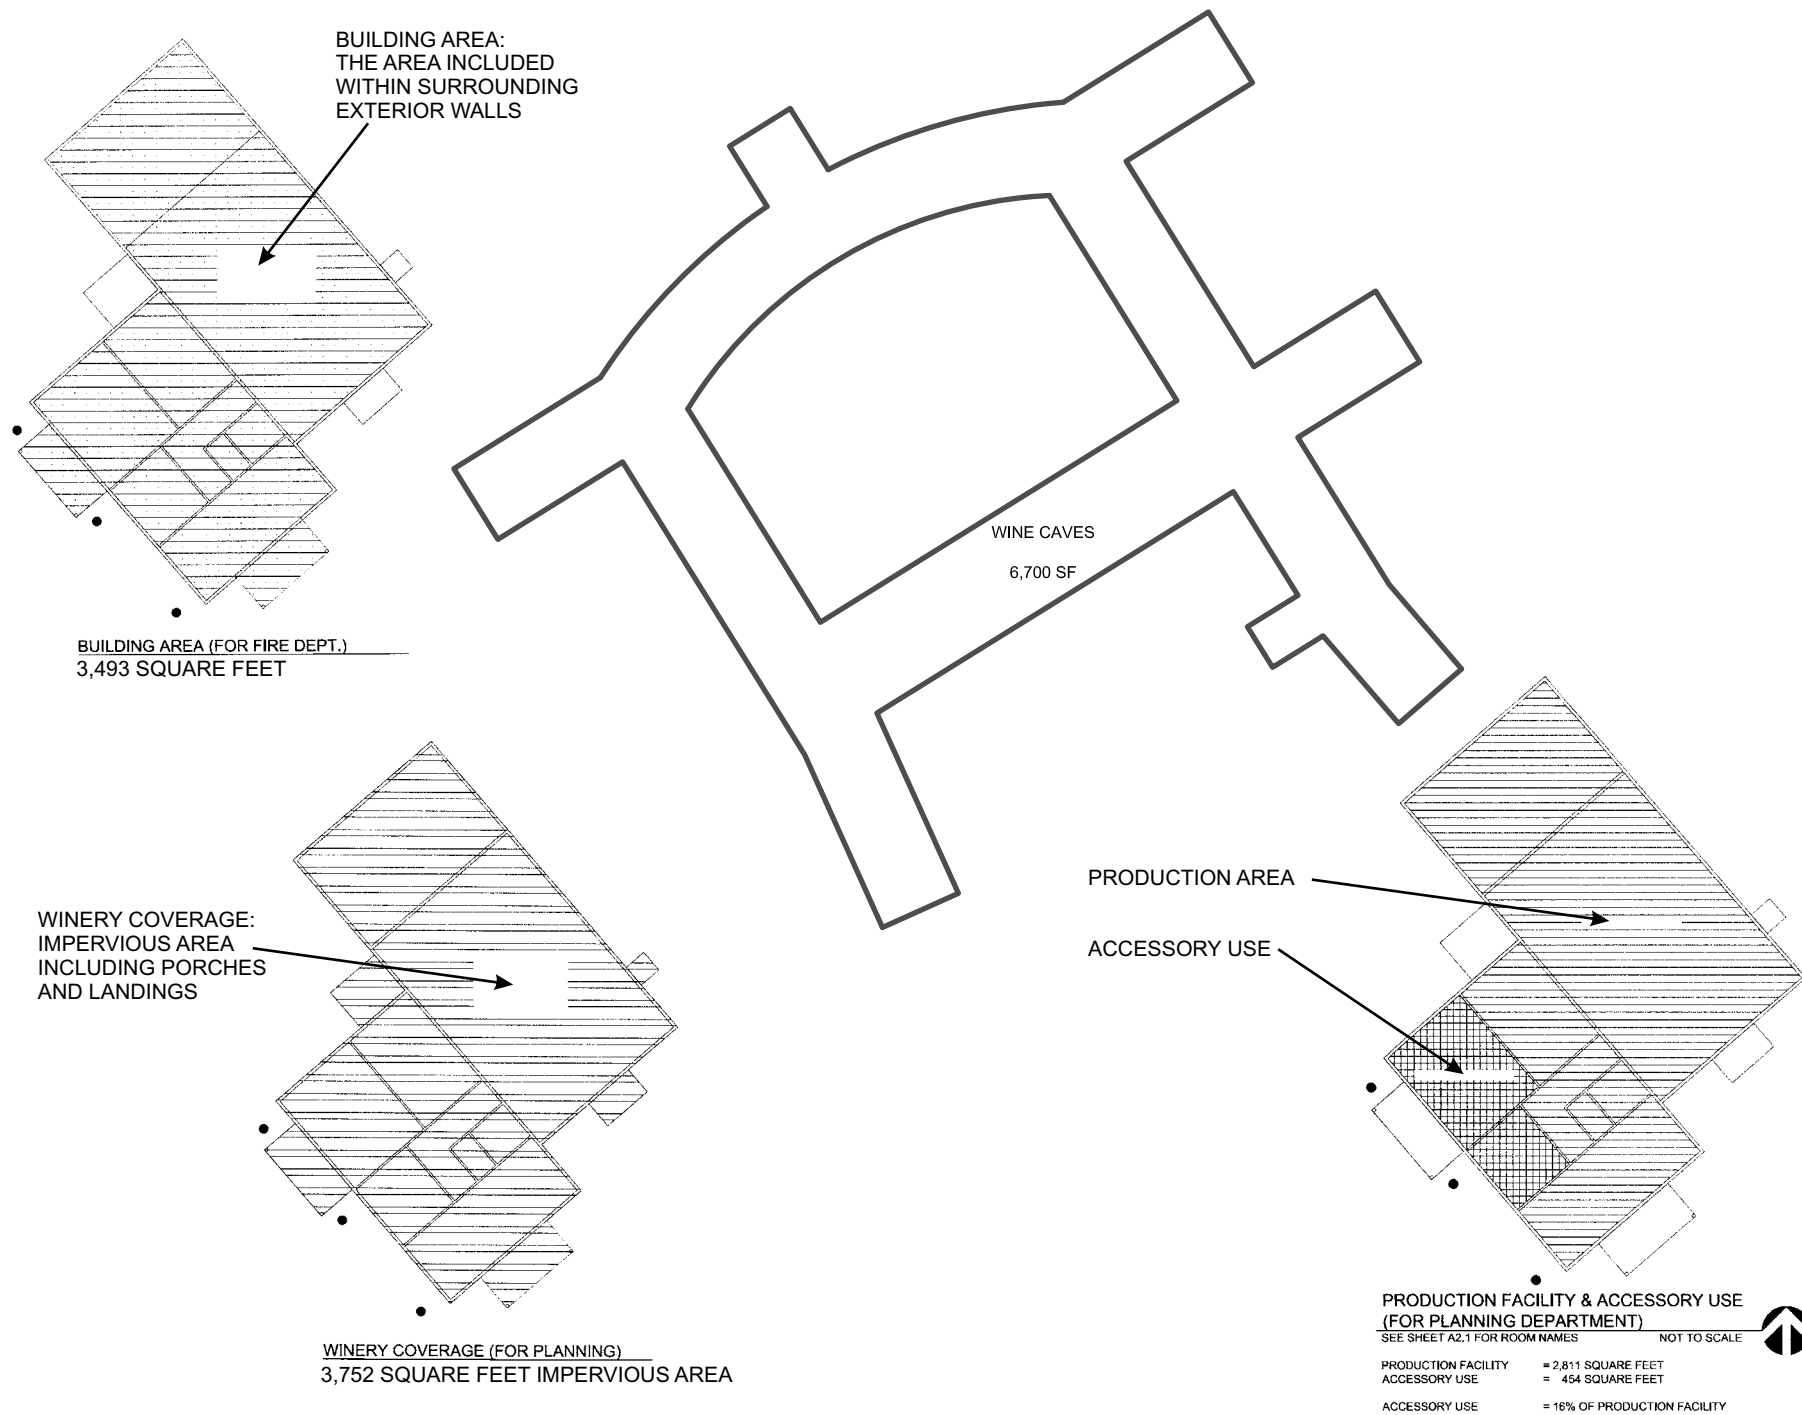 BUILDING AREA:
THE AREA INCLUDED
WITHIN SURROUNDING
EXTERIOR WALLS
BUILDING AREA (FOR FIRE DEPT.)
3,493 SQUARE FEET
WINE CAVES
6,700 SF
WINERY COVERAGE:
IMPERVIOUS AREA
INCLUDING PORCHES
AND LANDINGS
WINERY COVERAGE (FOR PLANNING)
3,752 SQUARE FEET IMPERVIOUS AREA
PRODUCTION AREA
ACCESSORY USE
PRODUCTION FACILITY & ACCESSORY USE
(FOR PLANNING DEPARTMENT)
SEE SHEET A2.1 FOR ROOM NAMES NOT TO SCALE
PRODUCTION FACILITY = 2,811 SQUARE FEET
ACCESSORY USE = 454 SQUARE FEET
ACCESSORY USE = 16% OF PRODUCTION FACILITY